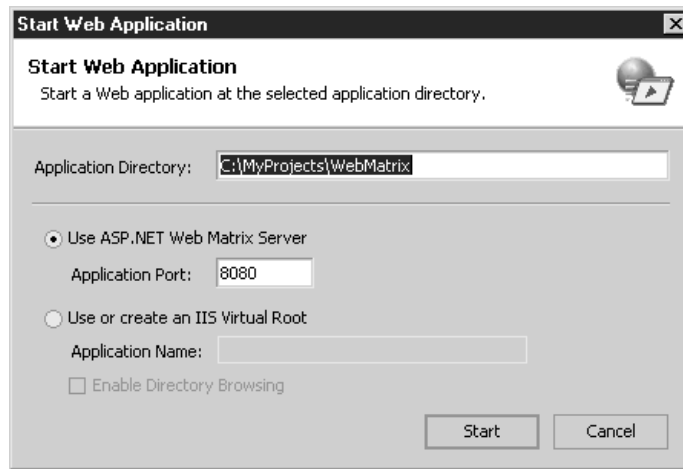 Start Web Application
Start Web Application
Start a Web application at the selected application directory.
Application Directory: C:\MyProjects\WebMatrix
Use ASP.NET Web Matrix Server
Application Port: 8080
Use or create an IIS Virtual Root
Application Name:
Enable Directory Browsing
Start Cancel